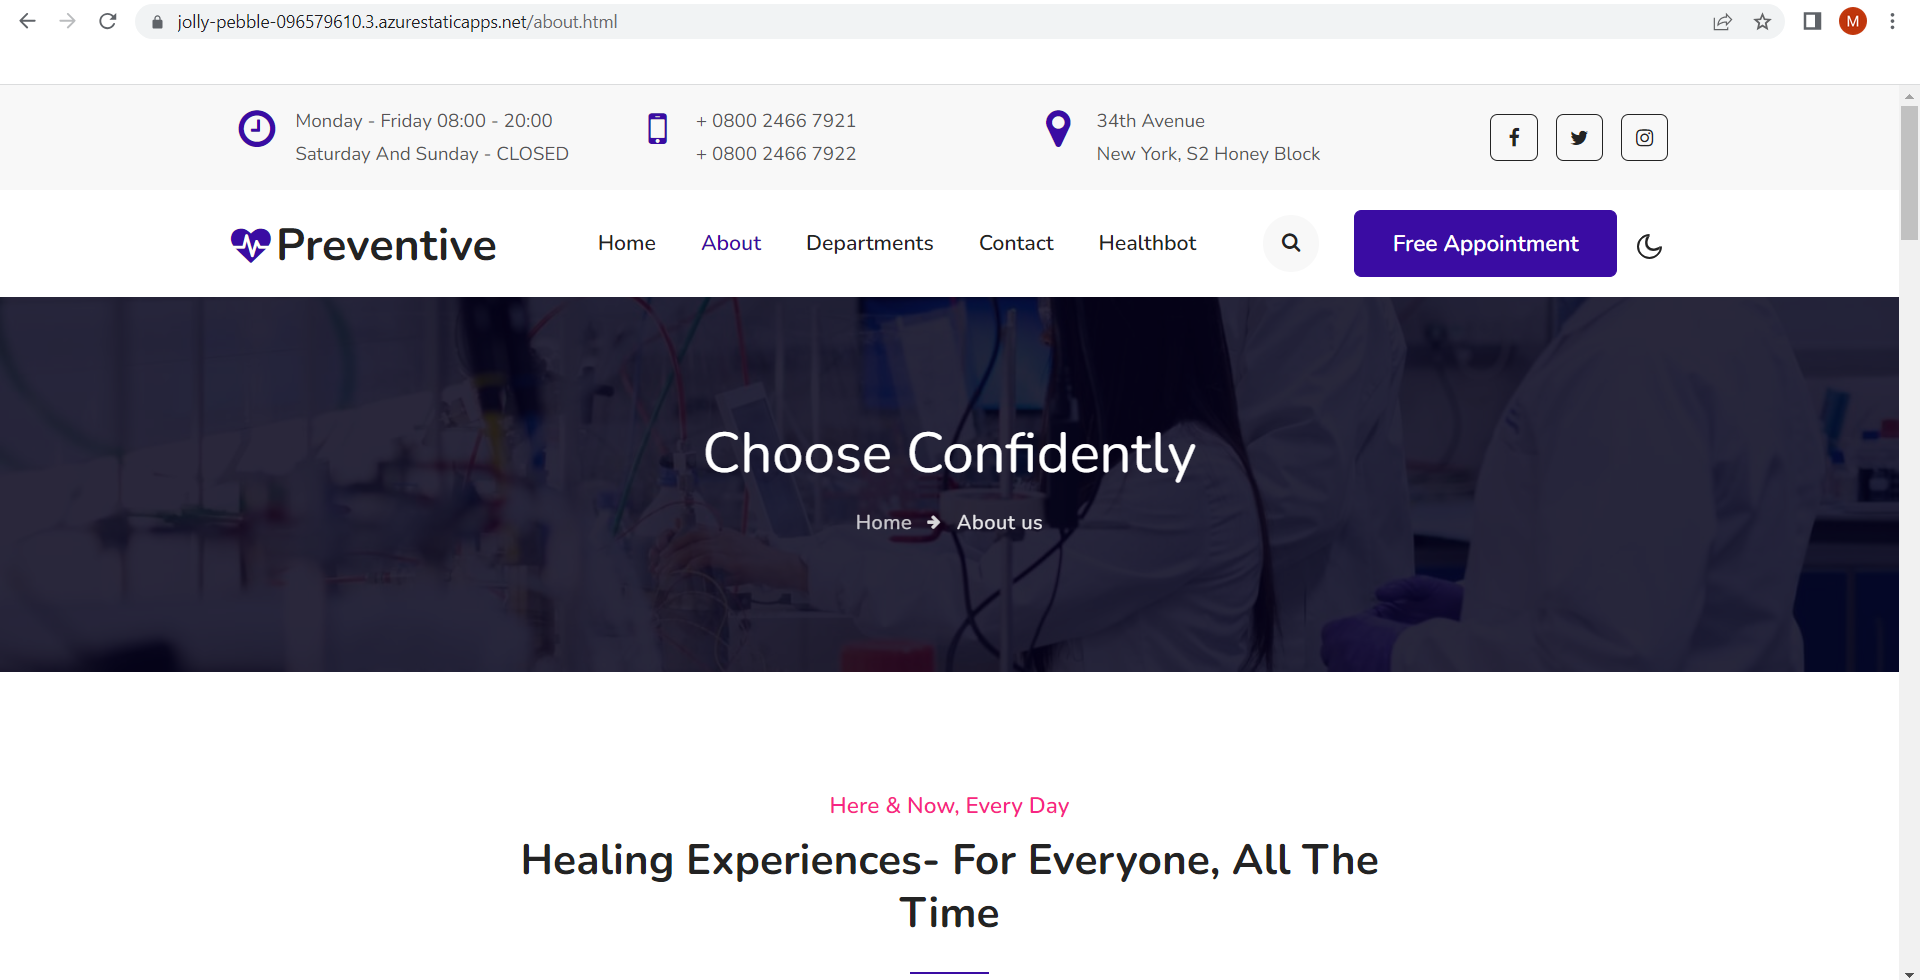 jolly-pebble-096579610.3.azurestaticapps.net/about.html
M
Monday - Friday 08:00 - 20:00
Saturday And Sunday - CLOSED
+ 0800 2466 7921
+ 0800 2466 7922
34th Avenue
New York, S2 Honey Block
Preventive
Home
About
Departments
Contact
Healthbot
Free Appointment
Choose Confidently
Home
About us
Here & Now, Every Day
Healing Experiences- For Everyone, All The
Time